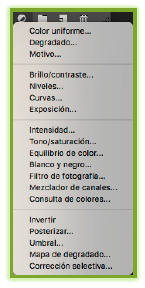 Color uniforme...
Degradado...
Motivo...
Brillo/contraste...
Niveles...
Curvas...
Exposición...
Intensidad...
Tono/saturación...
Equilibrio de color...
Blanco y negro...
Filtro de fotografía...
Mezclador de canales...
Consulta de colores...
Invertir
Posterizar...
Umbral...
Mapa de degradado...
Corrección selectiva...